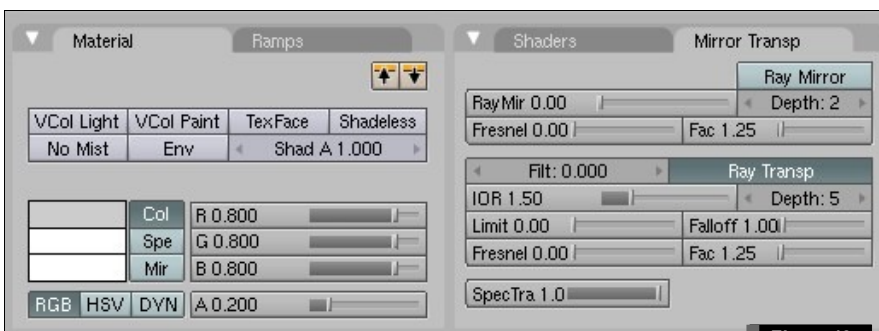 Material Ramps
VCol Light VCol Paint TexFace Shadeless
No Mist Env Shad A 1.000
Col R 0.800
Spe G 0.800
Mir B 0.800
RGB HSV DYN A 0.200
Shaders Mirror Transp
Ray Mirror
RayMir 0.00 Depth: 2
Fresnel 0.00 Fac 1.25
Filt: 0.000 Ray Transp
IOR 1.50 Depth: 5
Limit 0.00 Falloff 1.00
Fresnel 0.00 Fac 1.25
SpecTra 1.0